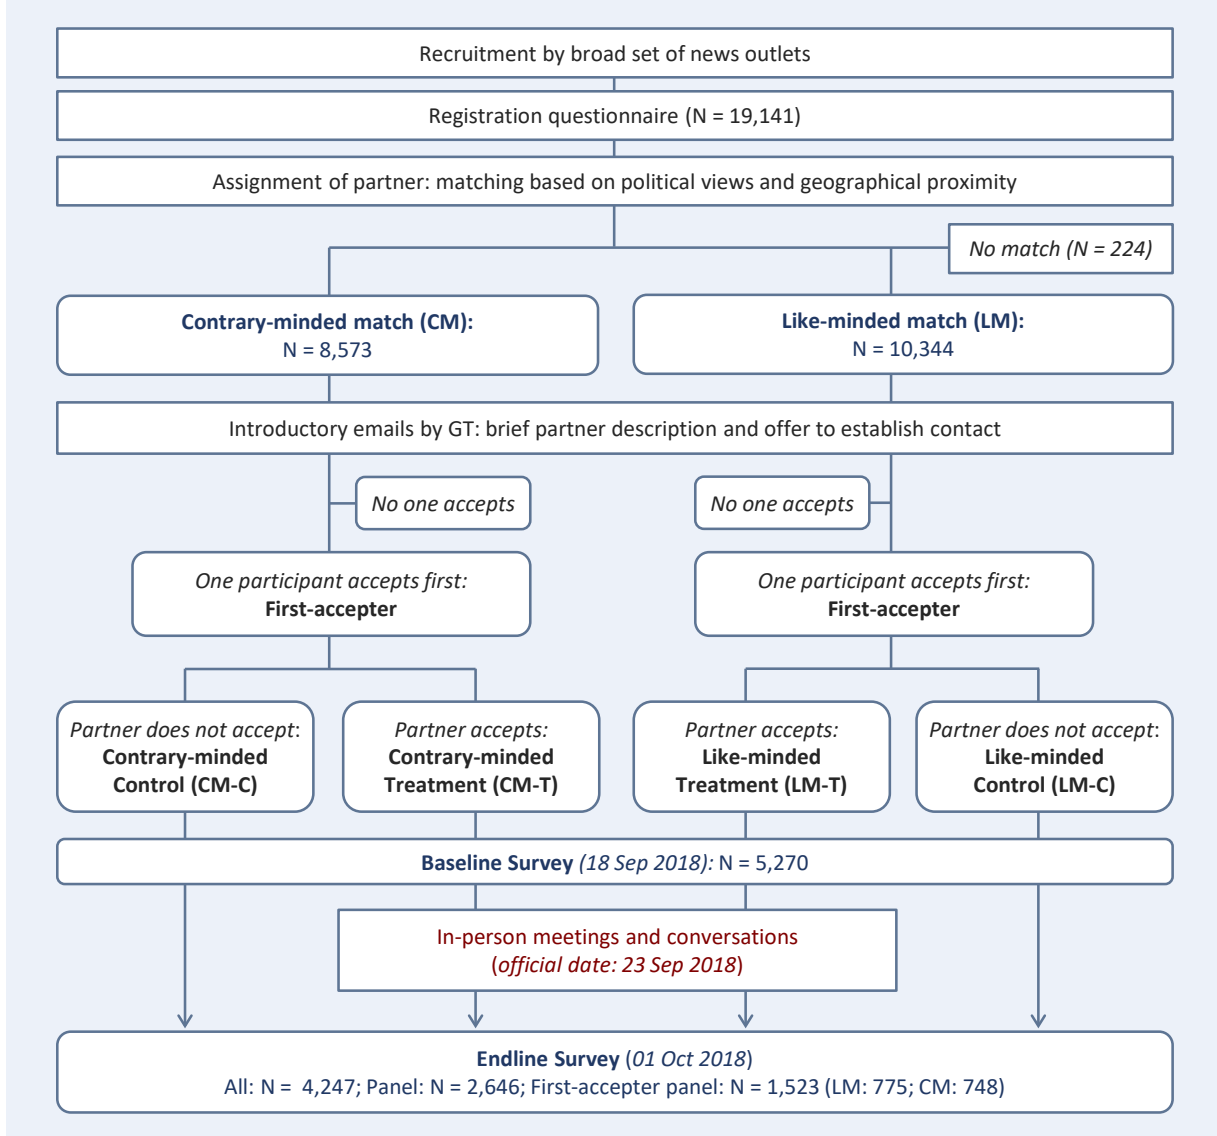 Recruitment by broad set of news outlets
Registration questionnaire (N = 19,141)
Assignment of partner: matching based on political views and geographical proximity
No match (N = 224)
Contrary-minded match (CM):
N = 8,573
Like-minded match (LM):
N = 10,344
Introductory emails by GT: brief partner description and offer to establish contact
No one accepts
No one accepts
One participant accepts first:
First-accepter
One participant accepts first:
First-accepter
Partner does not accept:
Contrary-minded
Control (CM-C)
Partner accepts:
Contrary-minded
Treatment (CM-T)
Partner accepts:
Like-minded
Treatment (LM-T)
Partner does not accept:
Like-minded
Control (LM-C)
Baseline Survey (18 Sep 2018): N = 5,270
In-person meetings and conversations
(official date: 23 Sep 2018)
Endline Survey (01 Oct 2018)
All: N =  4,247; Panel: N = 2,646; First-accepter panel: N = 1,523 (LM: 775; CM: 748)